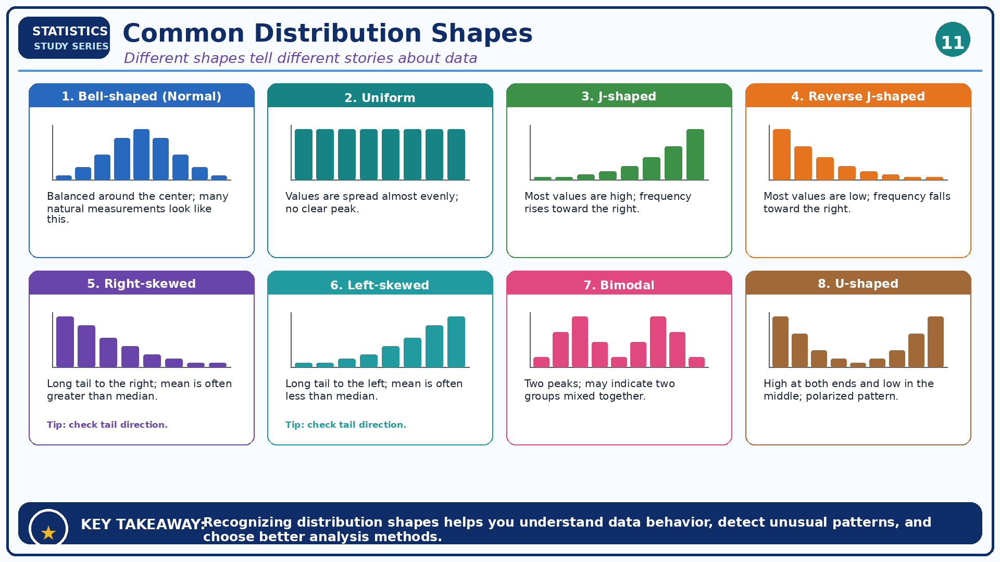 STATISTICS
STUDY SERIES
Common Distribution Shapes
Different shapes tell different stories about data
11
1. Bell-shaped (Normal)
Balanced around the center; many
natural measurements look like
this.
2. Uniform
Values are spread almost evenly;
no clear peak.
3. J-shaped
Most values are high; frequency
rises toward the right.
4. Reverse J-shaped
Most values are low; frequency falls
toward the right.
5. Right-skewed
Long tail to the right; mean is often
greater than median.
Tip: check tail direction.
6. Left-skewed
Long tail to the left; mean is often
less than median.
Tip: check tail direction.
7. Bimodal
Two peaks; may indicate two
groups mixed together.
8. U-shaped
High at both ends and low in the
middle; polarized pattern.
KEY TAKEAWAY:
Recognizing distribution shapes helps you understand data behavior, detect unusual patterns, and
choose better analysis methods.